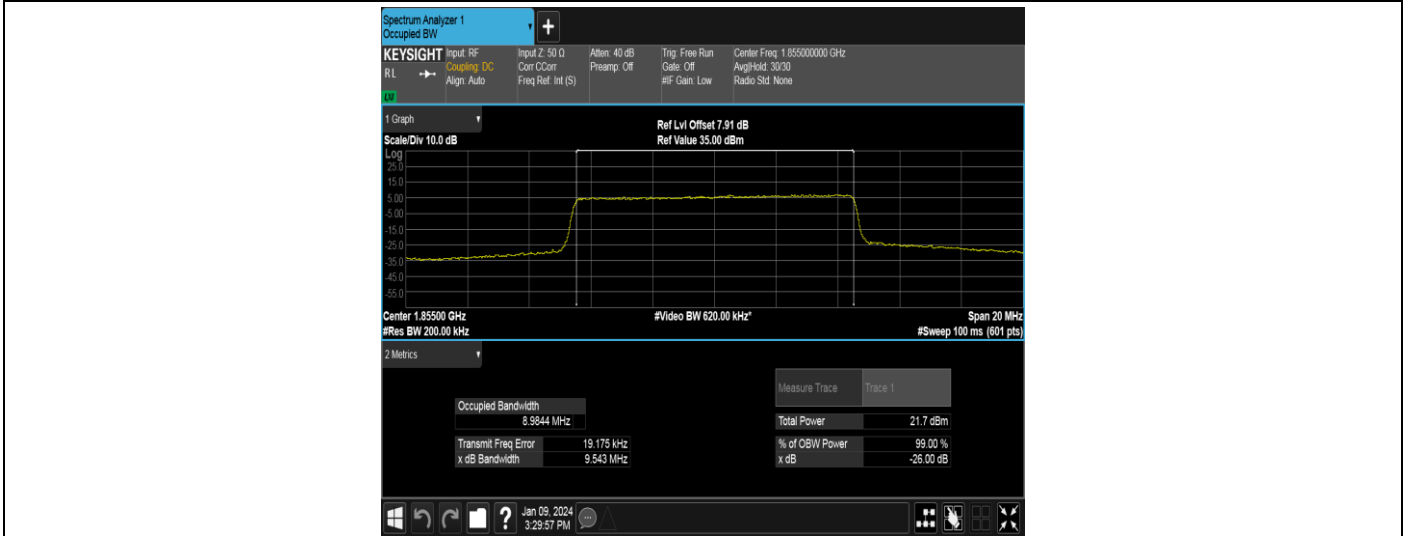 Spectrum Analyzer 1
Occupied BW
+
KEYSIGHT Input: RF Input Z: 50 Ω Atten: 40 dB Trig: Free Run Center Freq: 1.855000000 GHz
RL Coupling: DC Corr CCorr Preamp: Off Gate: Off Avg|Hold: 30/30
Align: Auto Freq Ref: Int (S) #IF Gain: Low Radio Std: None
LXI
1 Graph
Ref Lvl Offset 7.91 dB
Scale/Div 10.0 dB Ref Value 35.00 dBm
Log
25.0
15.0
5.00
-5.00
-15.0
-25.0
-35.0
-45.0
-55.0
Center 1.85500 GHz #Video BW 620.00 kHz* Span 20 MHz
#Res BW 200.00 kHz #Sweep 100 ms (601 pts)
2 Metrics
Measure Trace Trace 1
Occupied Bandwidth
8.9844 MHz Total Power 21.7 dBm
Transmit Freq Error 19.175 kHz % of OBW Power 99.00 %
x dB Bandwidth 9.543 MHz x dB -26.00 dB
? Jan 09, 2024
3:29:57 PM